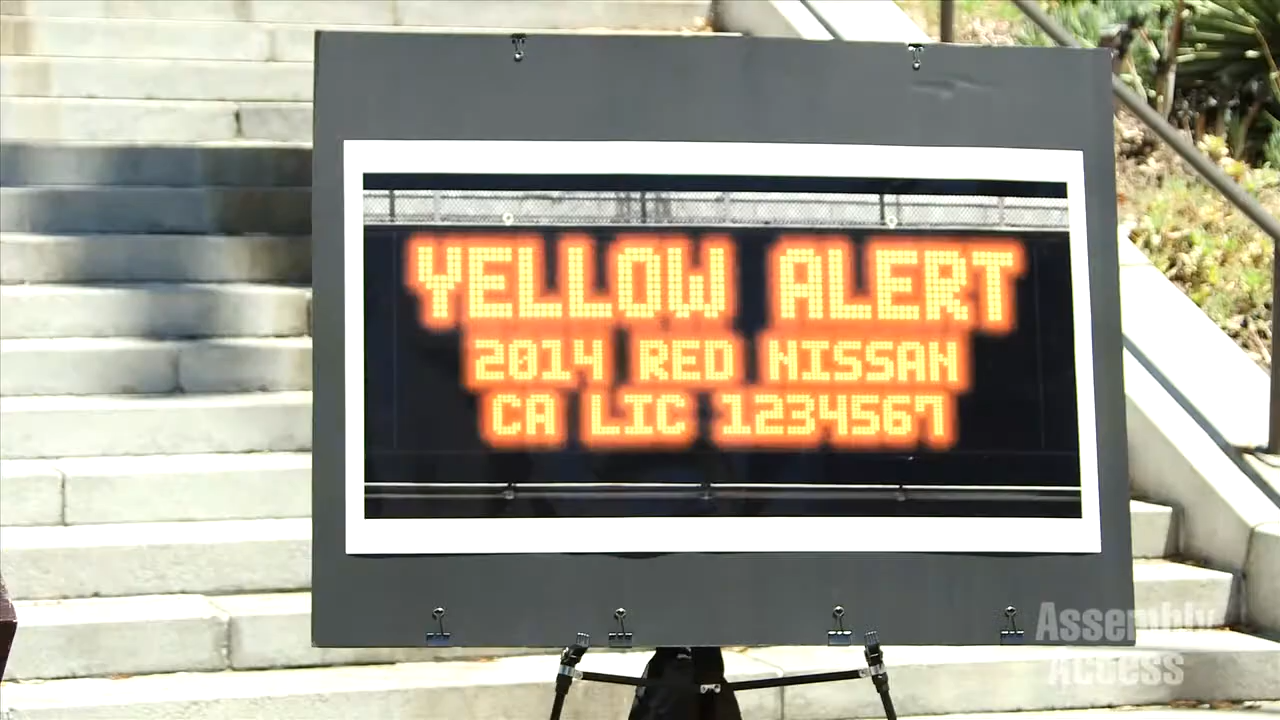 YELLOW ALERT
2014 RED NISSAN
CA LIC 1234567
Assembly
Access